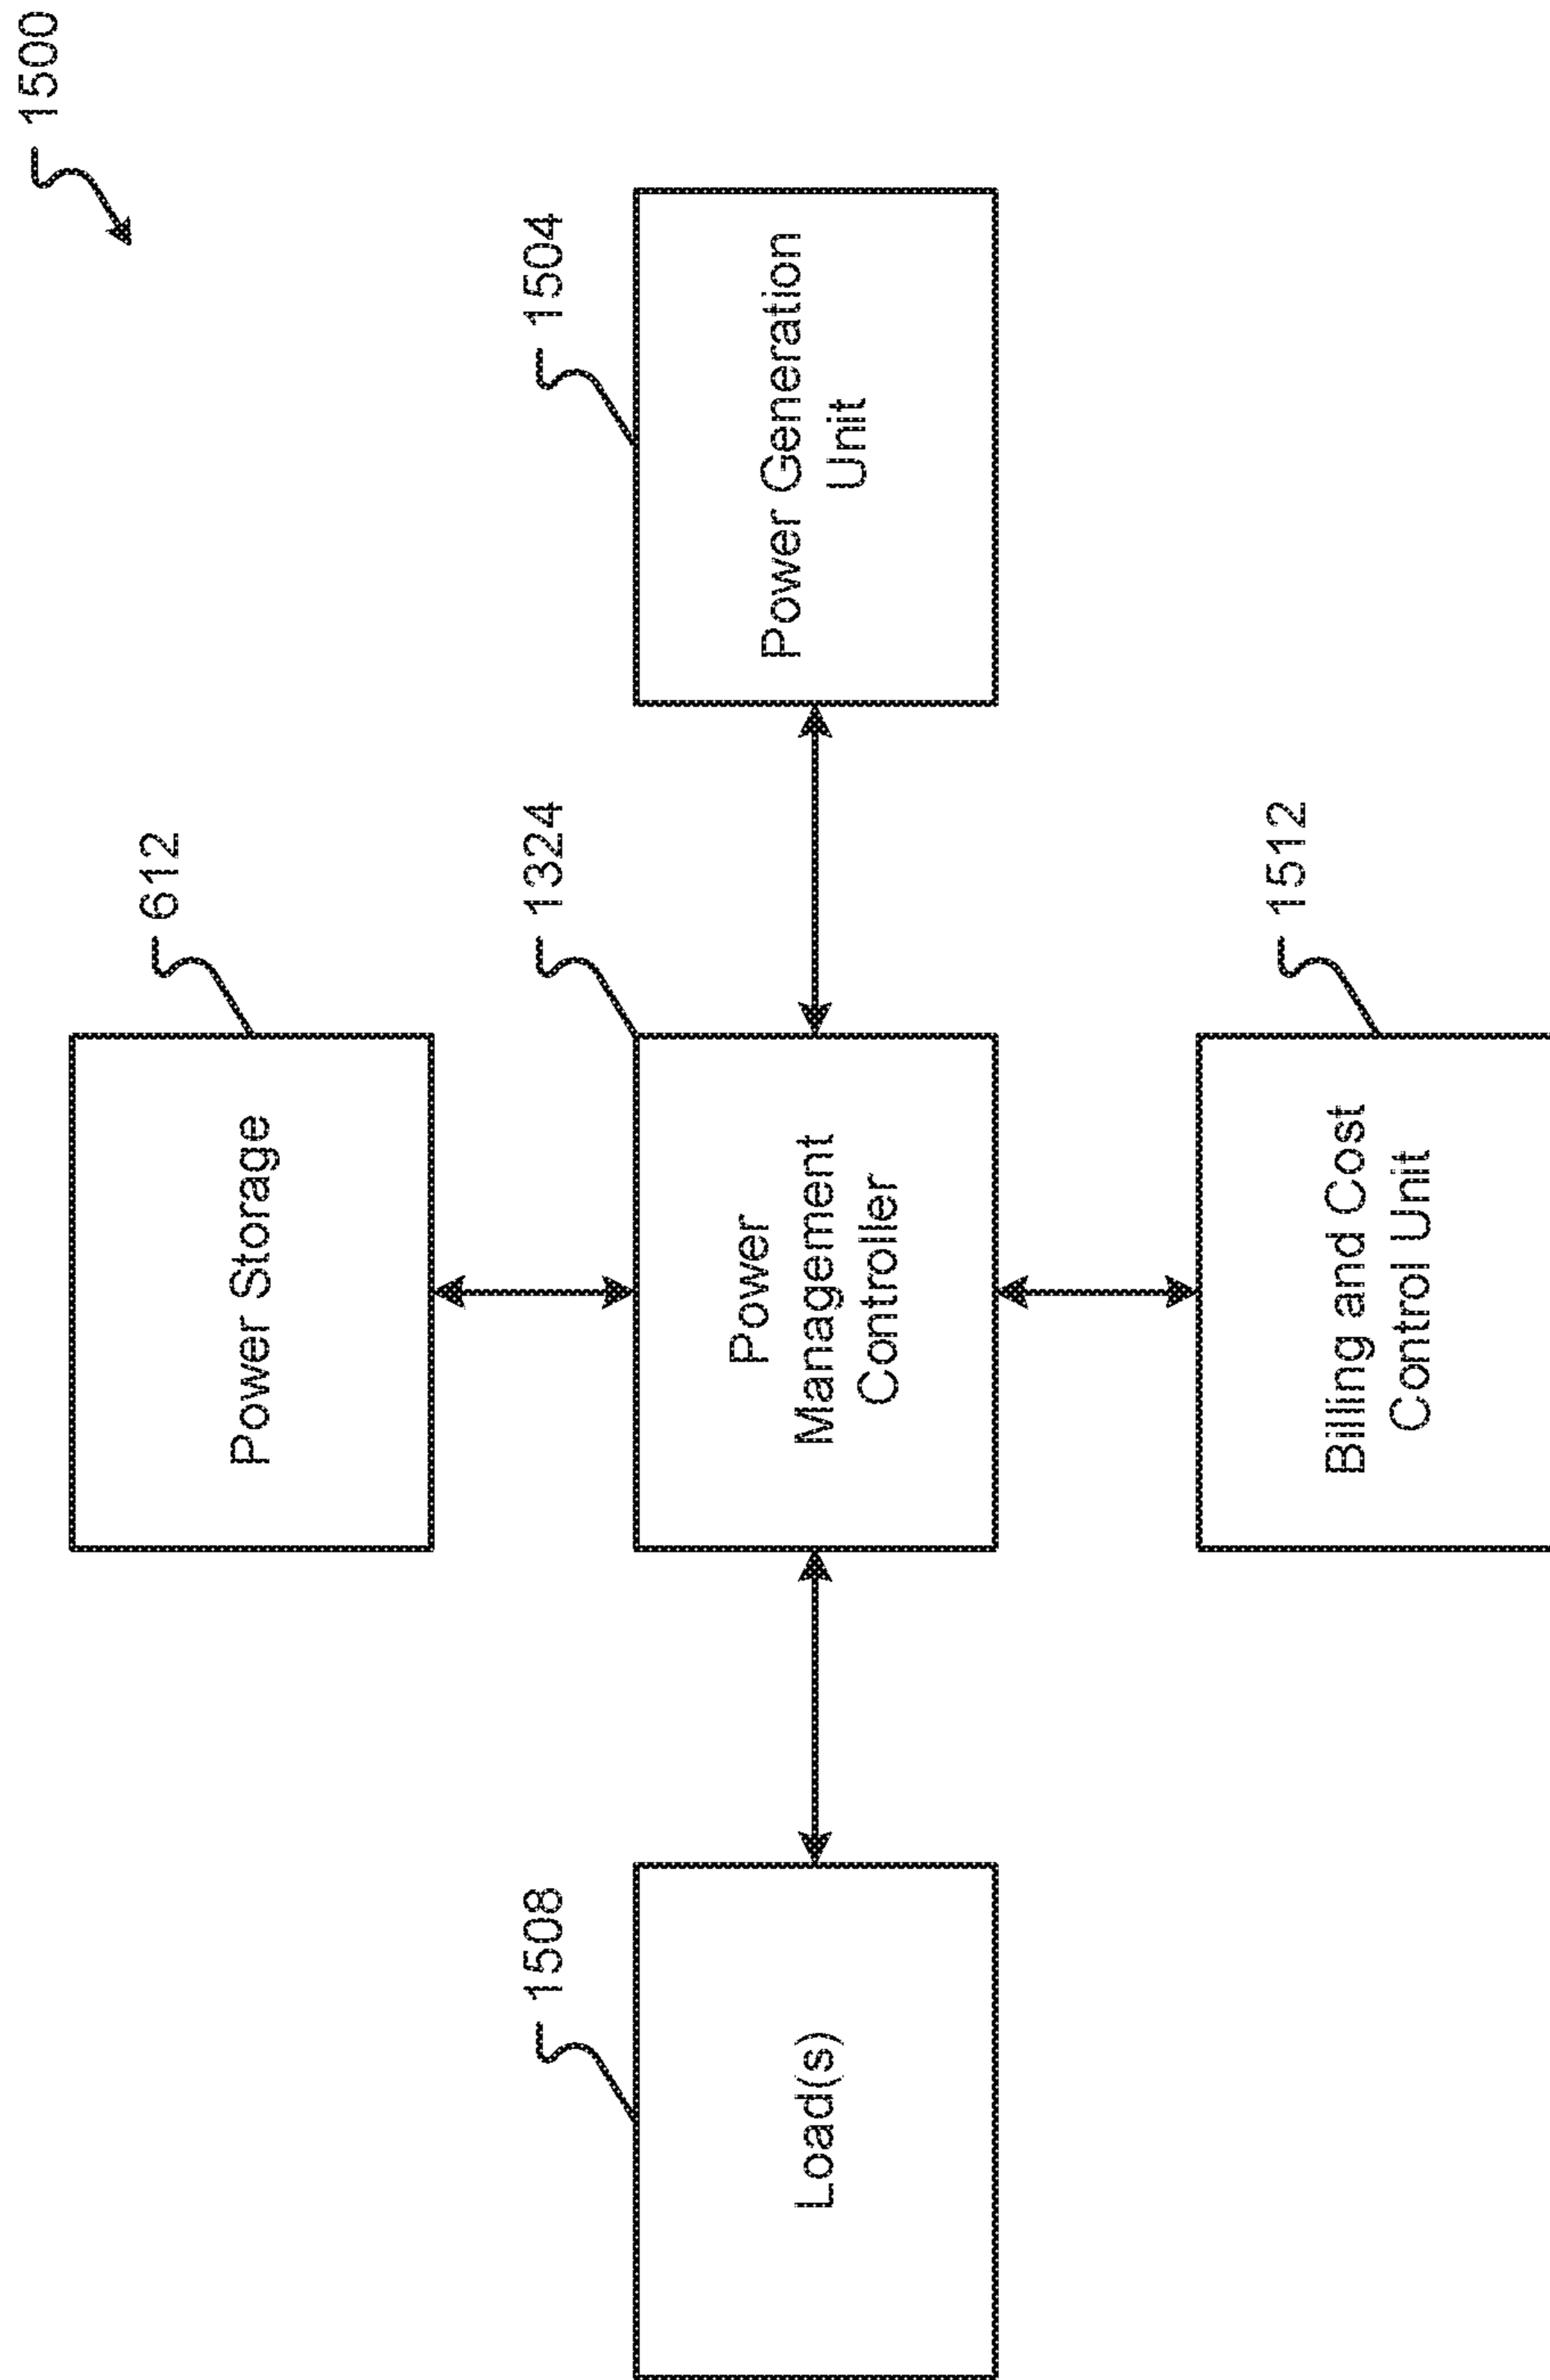 1500
612
Power Storage
1508
Load(s)
1324
Power
Management
Controller
1504
Power Generation
Unit
1512
Billing and Cost
Control Unit